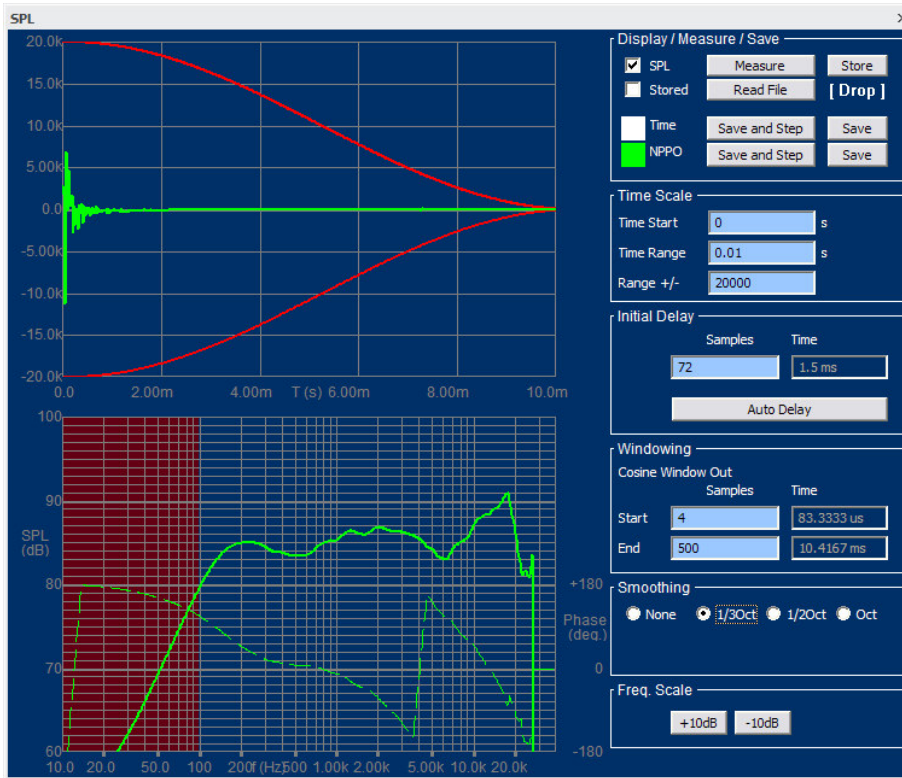 SPL
20.0k
15.0k
10.0k
5.00k
0.0
-5.00k
-10.0k
-15.0k
-20.0k
0.0 2.00m 4.00m T (s) 6.00m 8.00m 10.0m
100
90
SPL
(dB)
80
70
60
+180
Phase
(deg.)
0
-180
10.0 20.0 50.0 100 200 f (Hz) 500 1.00k 2.00k 5.00k 10.0k 20.0k
Display / Measure / Save
SPL Measure Store
Stored Read File [ Drop ]
Time Save and Step Save
NPPO Save and Step Save
Time Scale
Time Start 0 s
Time Range 0.01 s
Range +/- 20000
Initial Delay
Samples Time
72 1.5 ms
Auto Delay
Windowing
Cosine Window Out
Samples Time
Start 4 83.3333 us
End 500 10.4167 ms
Smoothing
None 1/3Oct 1/2Oct Oct
Freq. Scale
+10dB -10dB